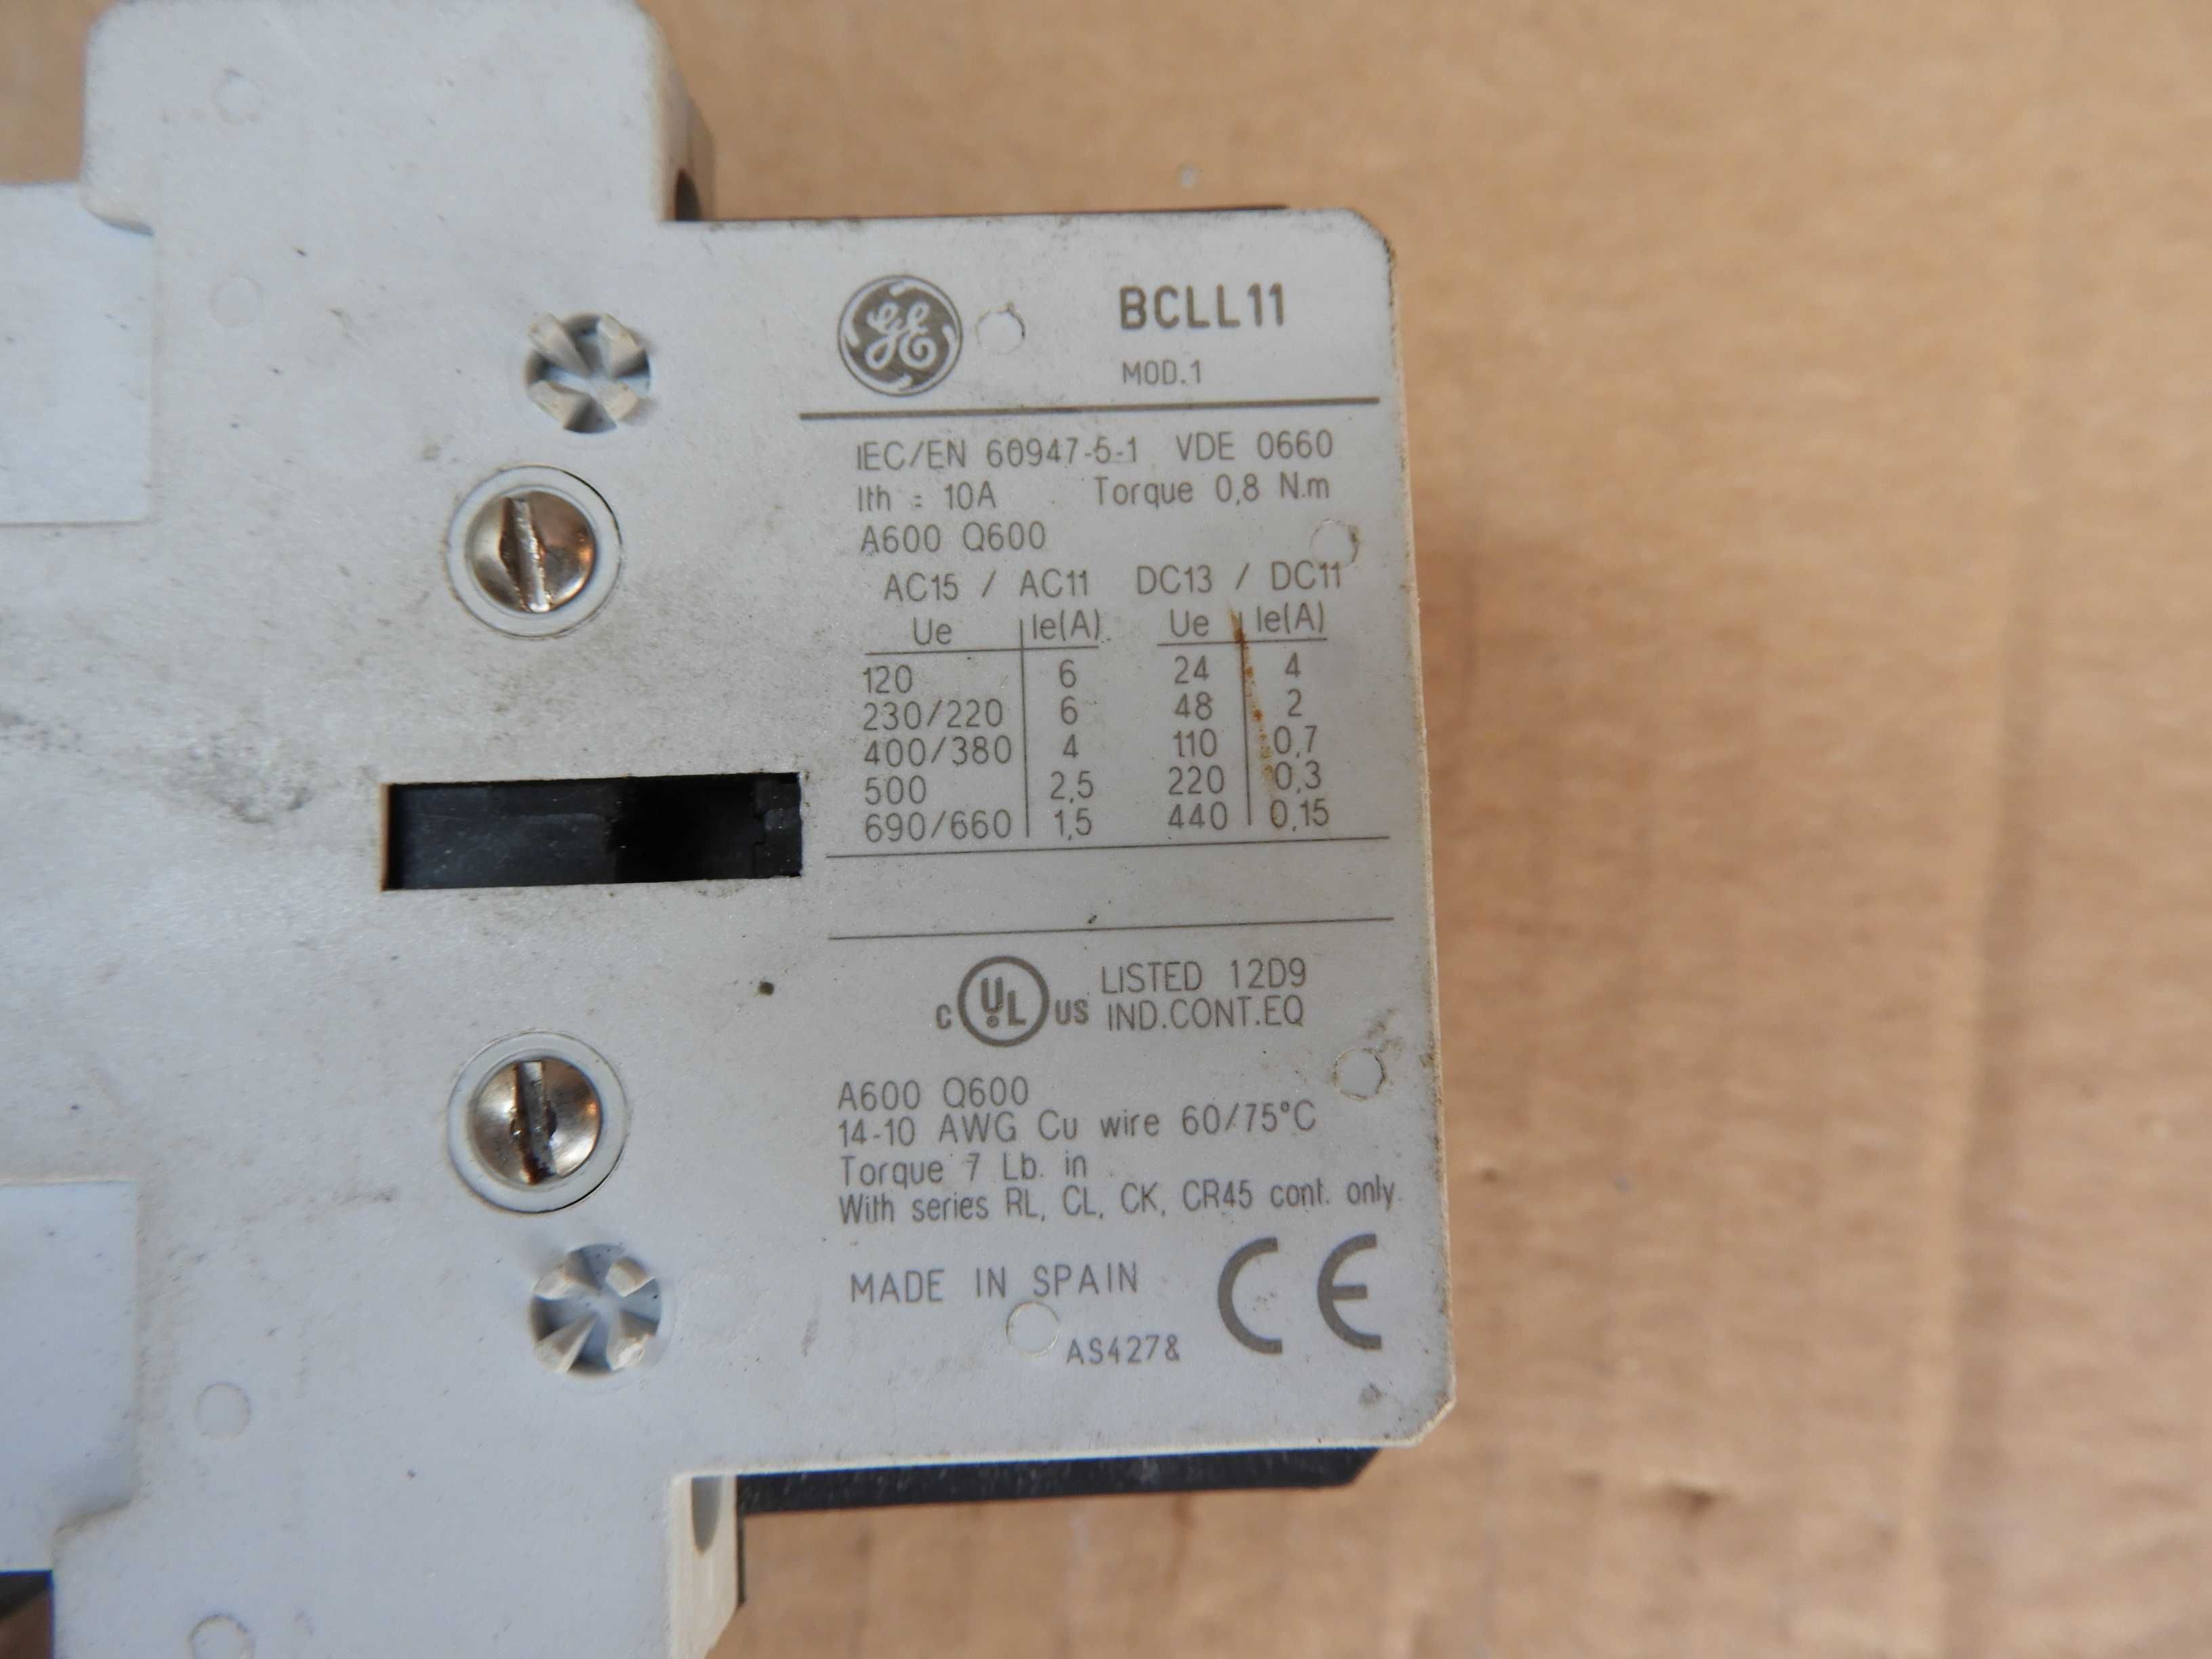 GE BCLL11
MOD.1
IEC/EN 60947-5-1 VDE 0660
Ith = 10A Torque 0,8 N.m
A600 Q600
AC15 / AC11 DC13 / DC11
Ue Ie(A) Ue Ie(A)
120 6 24 4
230/220 6 48 2
400/380 4 110 0,7
500 2,5 220 0,3
690/660 1,5 440 0,15
C UL US LISTED 12D9
IND.CONT.EQ
A600 Q600
14-10 AWG Cu wire 60/75°C
Torque 7 Lb. in
With series RL, CL, CK, CR45 cont. only.
MADE IN SPAIN CE
AS427&